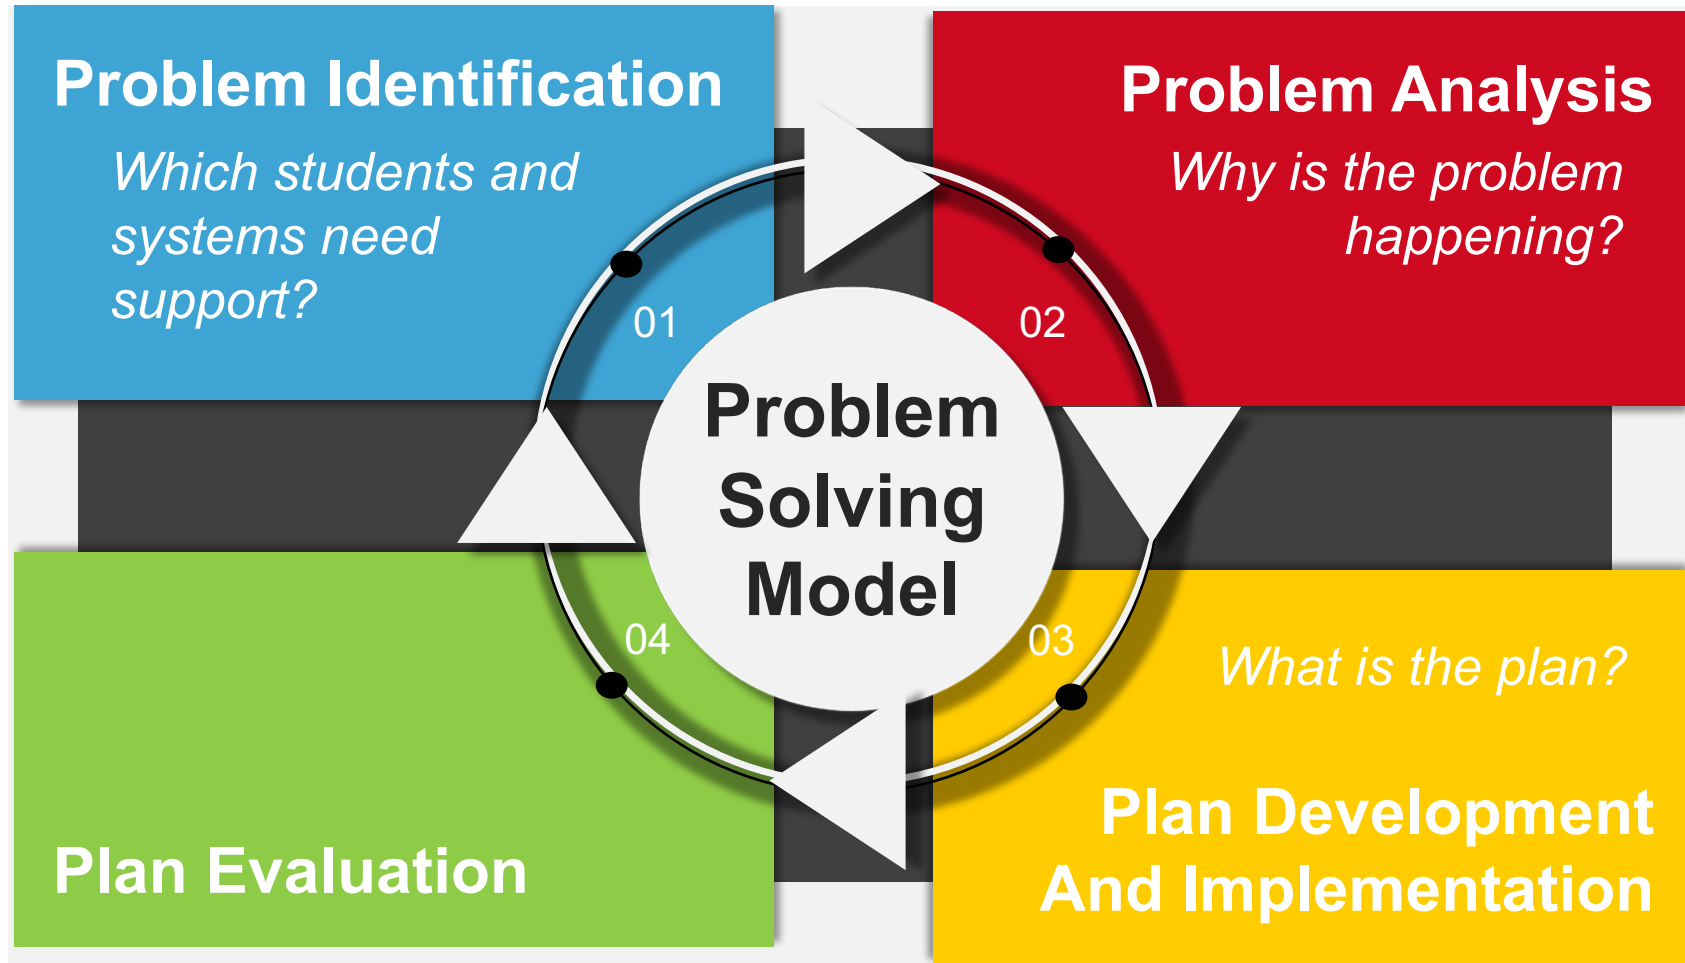 Problem Identification
Which students and
systems need
support?
01
Problem Analysis
Why is the problem
happening?
02
Problem
Solving
Model
03
What is the plan?
Plan Development
And Implementation
04
Plan Evaluation